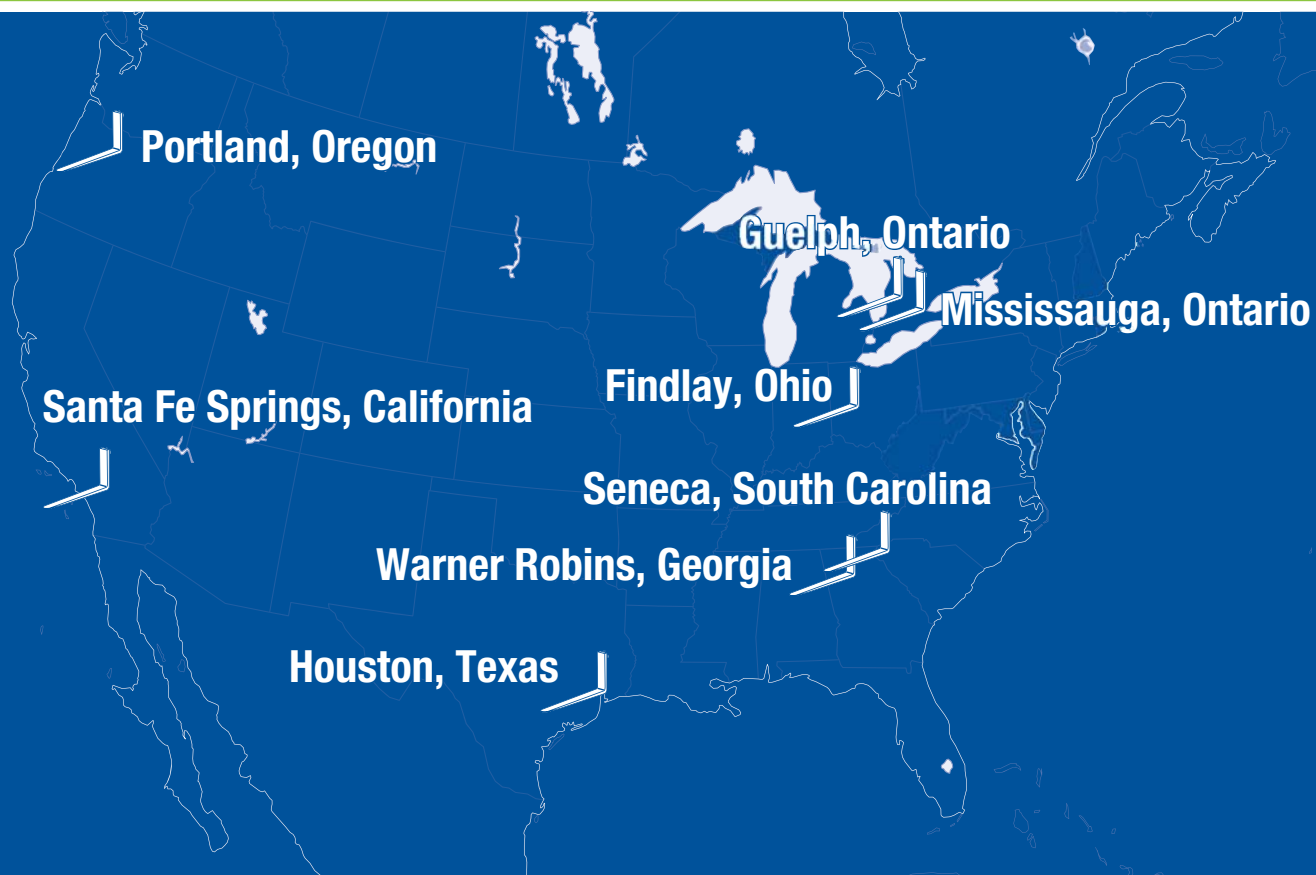 Portland, Oregon
Guelph, Ontario
Mississauga, Ontario
Findlay, Ohio
Santa Fe Springs, California
Seneca, South Carolina
Warner Robins, Georgia
Houston, Texas